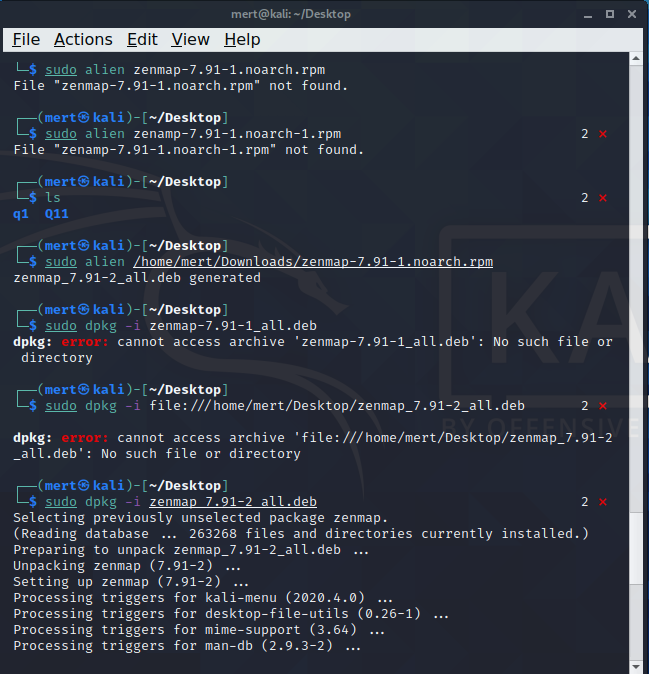 mert@kali: ~/Desktop
File Actions Edit View Help
└─$ sudo alien zenmap-7.91-1.noarch.rpm
File "zenmap-7.91-1.noarch.rpm" not found.
┌──(mert㉿kali)-[~/Desktop]
└─$ sudo alien zenamp-7.91-1.noarch-1.rpm 2 ⨯
File "zenamp-7.91-1.noarch-1.rpm" not found.
┌──(mert㉿kali)-[~/Desktop]
└─$ ls 2 ⨯
q1 Q11
┌──(mert㉿kali)-[~/Desktop]
└─$ sudo alien /home/mert/Downloads/zenmap-7.91-1.noarch.rpm
zenmap_7.91-2_all.deb generated
┌──(mert㉿kali)-[~/Desktop]
└─$ sudo dpkg -i zenmap-7.91-1_all.deb
dpkg: error: cannot access archive 'zenmap-7.91-1_all.deb': No such file or
directory
┌──(mert㉿kali)-[~/Desktop]
└─$ sudo dpkg -i file:///home/mert/Desktop/zenmap_7.91-2_all.deb 2 ⨯
dpkg: error: cannot access archive 'file:///home/mert/Desktop/zenmap_7.91-2
_all.deb': No such file or directory
┌──(mert㉿kali)-[~/Desktop]
└─$ sudo dpkg -i zenmap_7.91-2_all.deb 2 ⨯
Selecting previously unselected package zenmap.
(Reading database ... 263268 files and directories currently installed.)
Preparing to unpack zenmap_7.91-2_all.deb ...
Unpacking zenmap (7.91-2) ...
Setting up zenmap (7.91-2) ...
Processing triggers for kali-menu (2020.4.0) ...
Processing triggers for desktop-file-utils (0.26-1) ...
Processing triggers for mime-support (3.64) ...
Processing triggers for man-db (2.9.3-2) ...
KA
BY OFFENSIVE